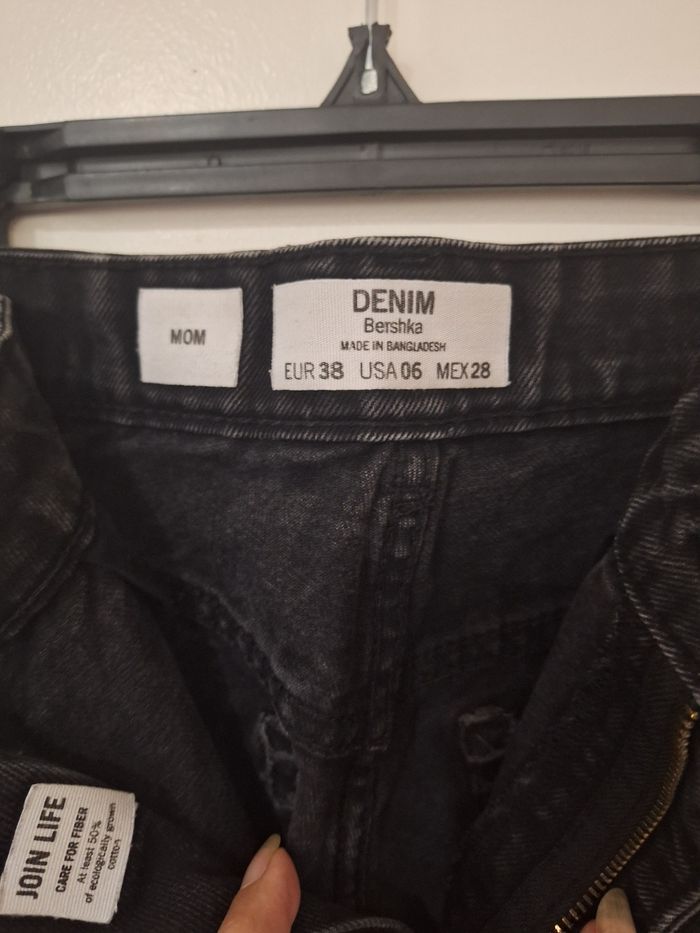 MOM
DENIM
Bershka
MADE IN BANGLADESH
EUR 38 USA 06 MEX 28
JOIN LIFE
CARE FOR FIBER
At least 50%
of ecologically grown
cotton